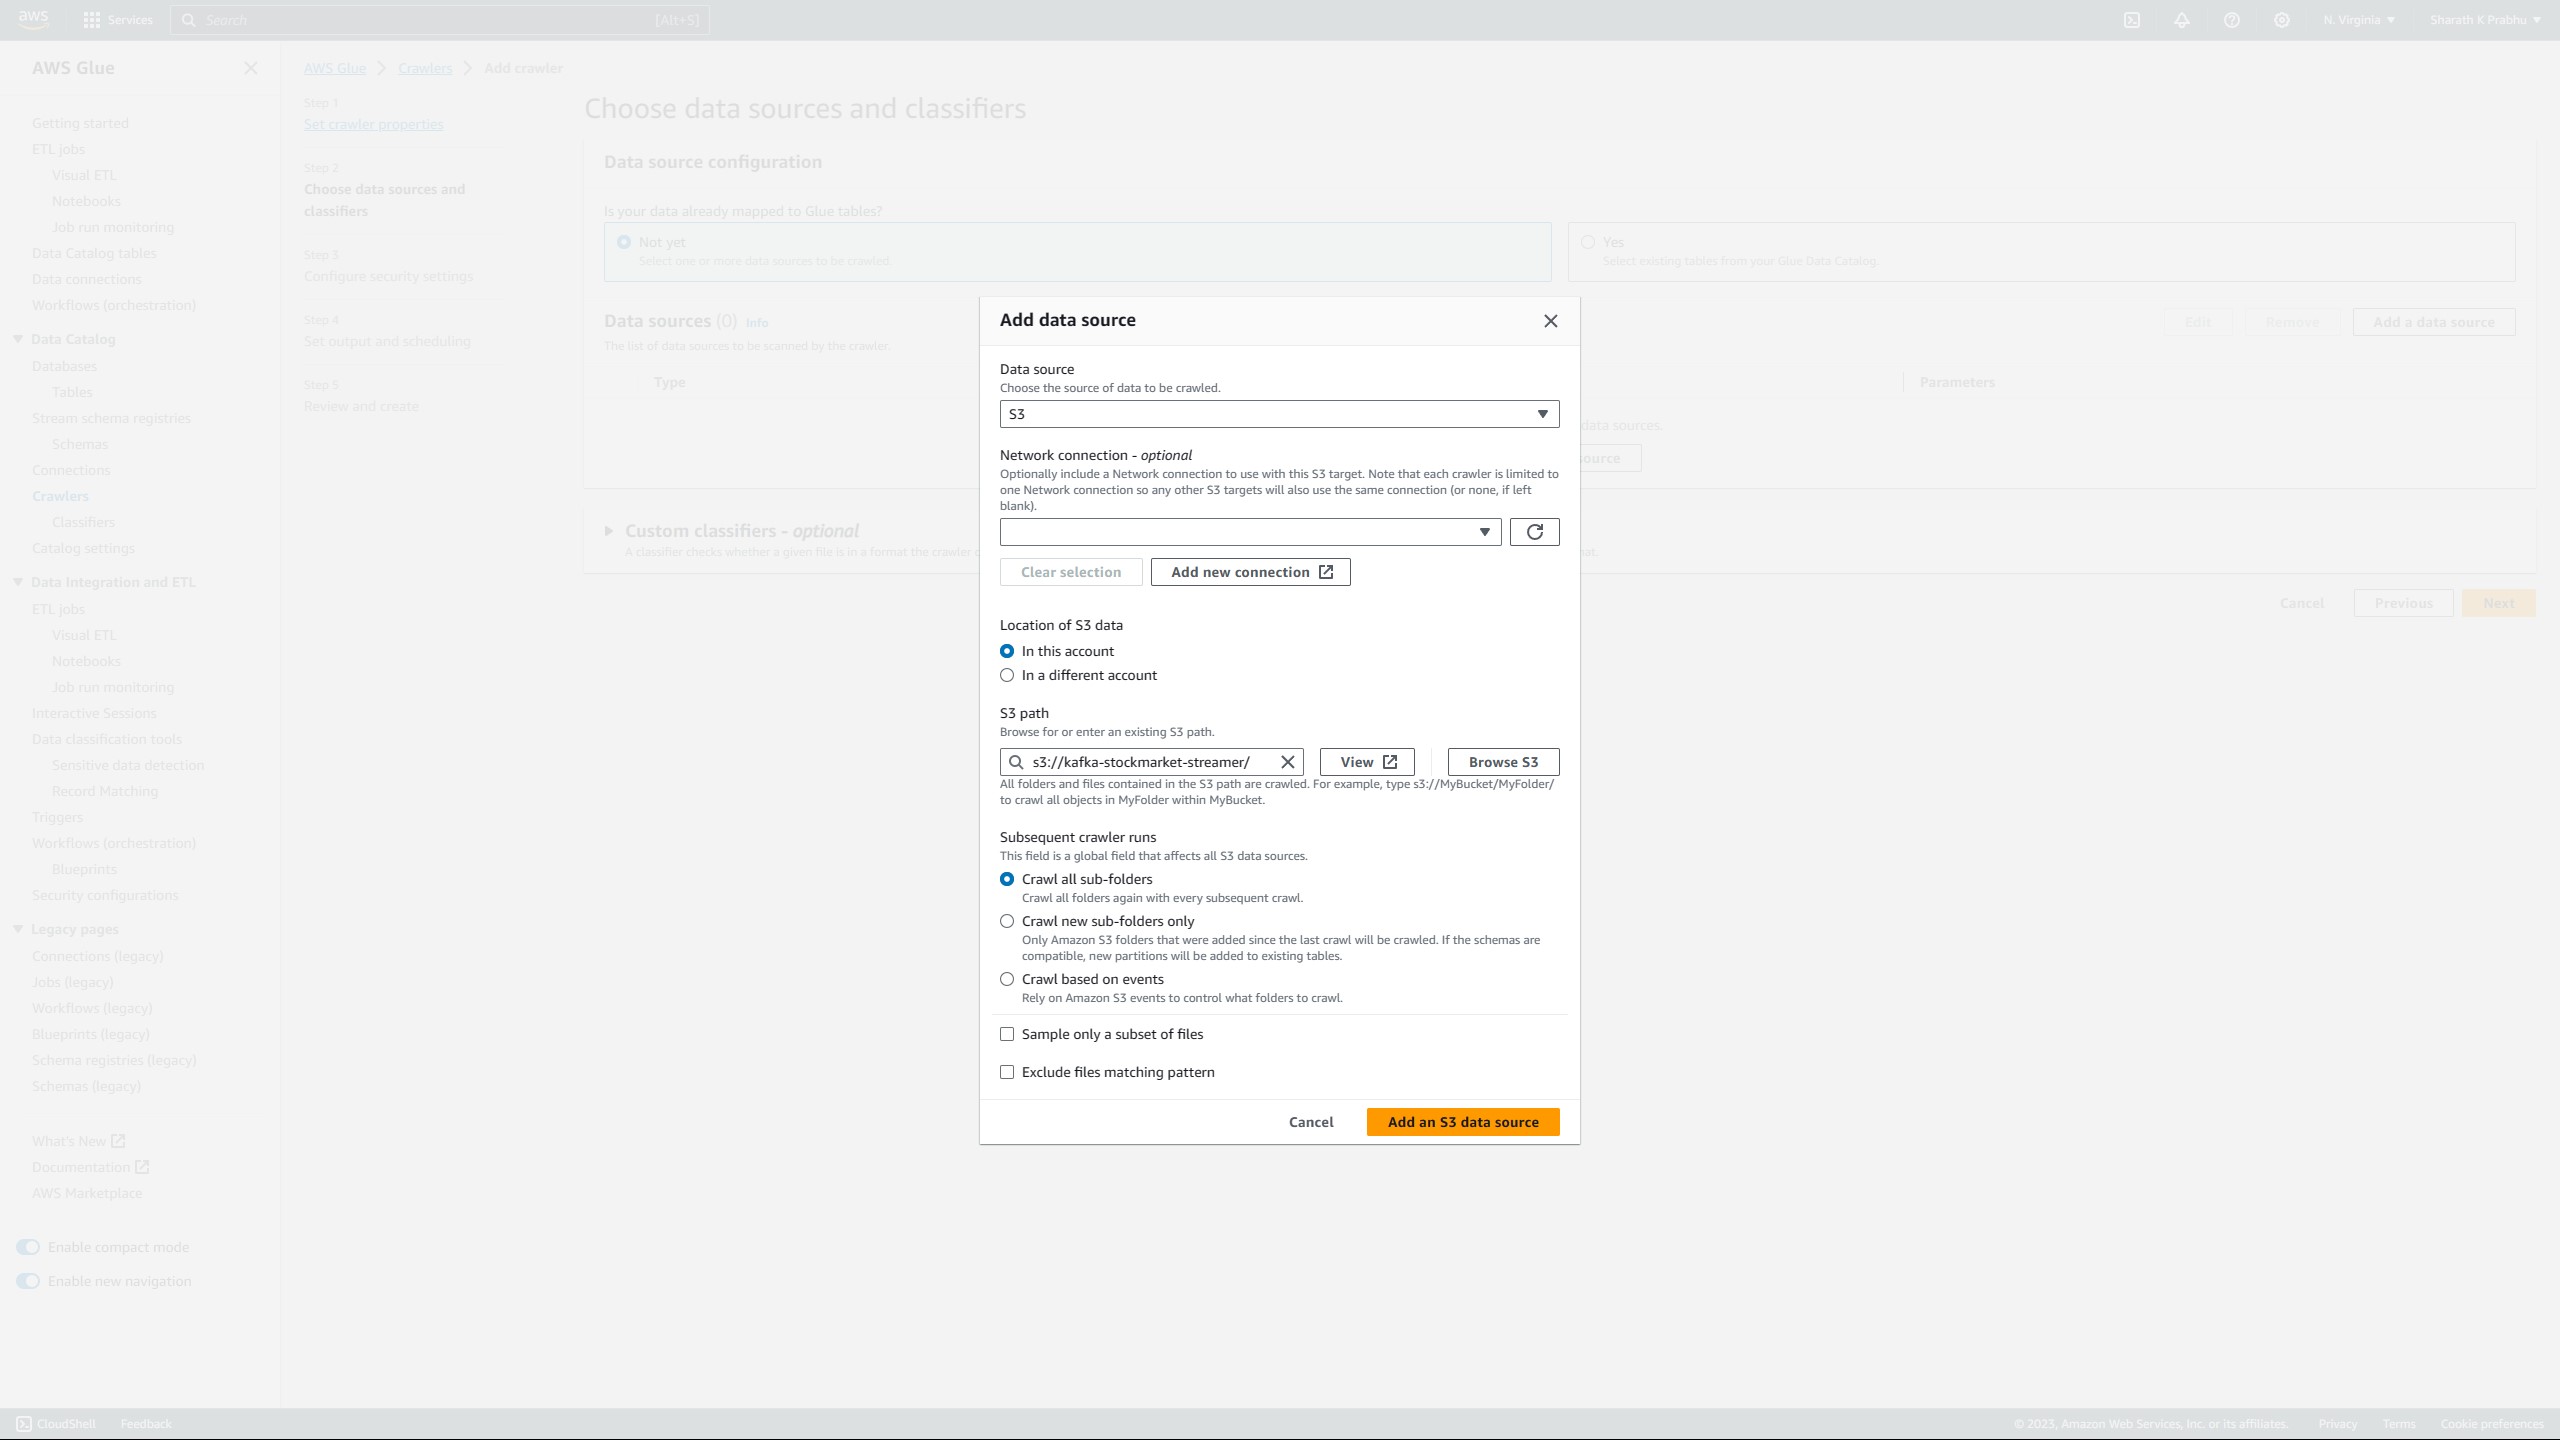 aws
Services
Search
[Alt+S]
N. Virginia
Sharath K Prabhu
AWS Glue
Getting started
ETL jobs
Visual ETL
Notebooks
Job run monitoring
Data Catalog tables
Data connections
Workflows (orchestration)
Data Catalog
Databases
Tables
Stream schema registries
Schemas
Connections
Crawlers
Classifiers
Catalog settings
Data Integration and ETL
ETL jobs
Visual ETL
Notebooks
Job run monitoring
Interactive Sessions
Data classification tools
Sensitive data detection
Record Matching
Triggers
Workflows (orchestration)
Blueprints
Security configurations
Legacy pages
Connections (legacy)
Jobs (legacy)
Workflows (legacy)
Blueprints (legacy)
Schema registries (legacy)
Schemas (legacy)
What's New
Documentation
AWS Marketplace
Enable compact mode
Enable new navigation
AWS Glue
Crawlers
Add crawler
Step 1
Set crawler properties
Step 2
Choose data sources and
classifiers
Step 3
Configure security settings
Step 4
Set output and scheduling
Step 5
Review and create
Choose data sources and classifiers
Data source configuration
Is your data already mapped to Glue tables?
Not yet
Select one or more data sources to be crawled.
Yes
Select existing tables from your Glue Data Catalog.
Data sources (0) Info
The list of data sources to be scanned by the crawler.
Edit
Remove
Add a data source
Type
Parameters
data sources.
source
Custom classifiers - optional
A classifier checks whether a given file is in a format the crawler
Cancel
Previous
Next
Add data source
Data source
Choose the source of data to be crawled.
S3
Network connection - optional
Optionally include a Network connection to use with this S3 target. Note that each crawler is limited to
one Network connection so any other S3 targets will also use the same connection (or none, if left
blank).
Clear selection
Add new connection
Location of S3 data
In this account
In a different account
S3 path
Browse for or enter an existing S3 path.
s3://kafka-stockmarket-streamer/
View
Browse S3
All folders and files contained in the S3 path are crawled. For example, type s3://MyBucket/MyFolder/
to crawl all objects in MyFolder within MyBucket.
Subsequent crawler runs
This field is a global field that affects all S3 data sources.
Crawl all sub-folders
Crawl all folders again with every subsequent crawl.
Crawl new sub-folders only
Only Amazon S3 folders that were added since the last crawl will be crawled. If the schemas are
compatible, new partitions will be added to existing tables.
Crawl based on events
Rely on Amazon S3 events to control what folders to crawl.
Sample only a subset of files
Exclude files matching pattern
Cancel
Add an S3 data source
CloudShell
Feedback
© 2023, Amazon Web Services, Inc. or its affiliates.
Privacy
Terms
Cookie preferences